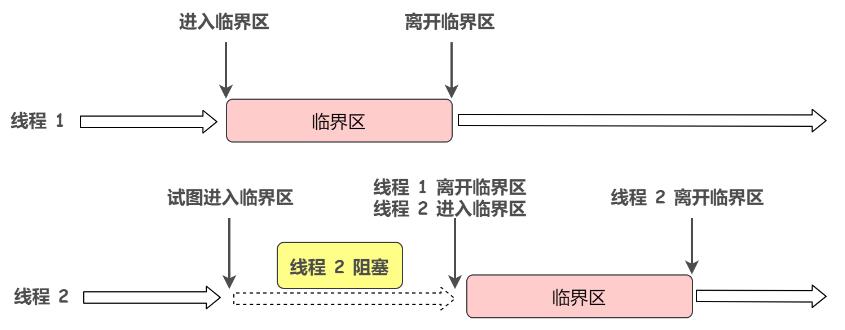 进入临界区
离开临界区
线程 1
临界区
试图进入临界区
线程 1 离开临界区
线程 2 进入临界区
线程 2 离开临界区
线程 2 阻塞
线程 2
临界区